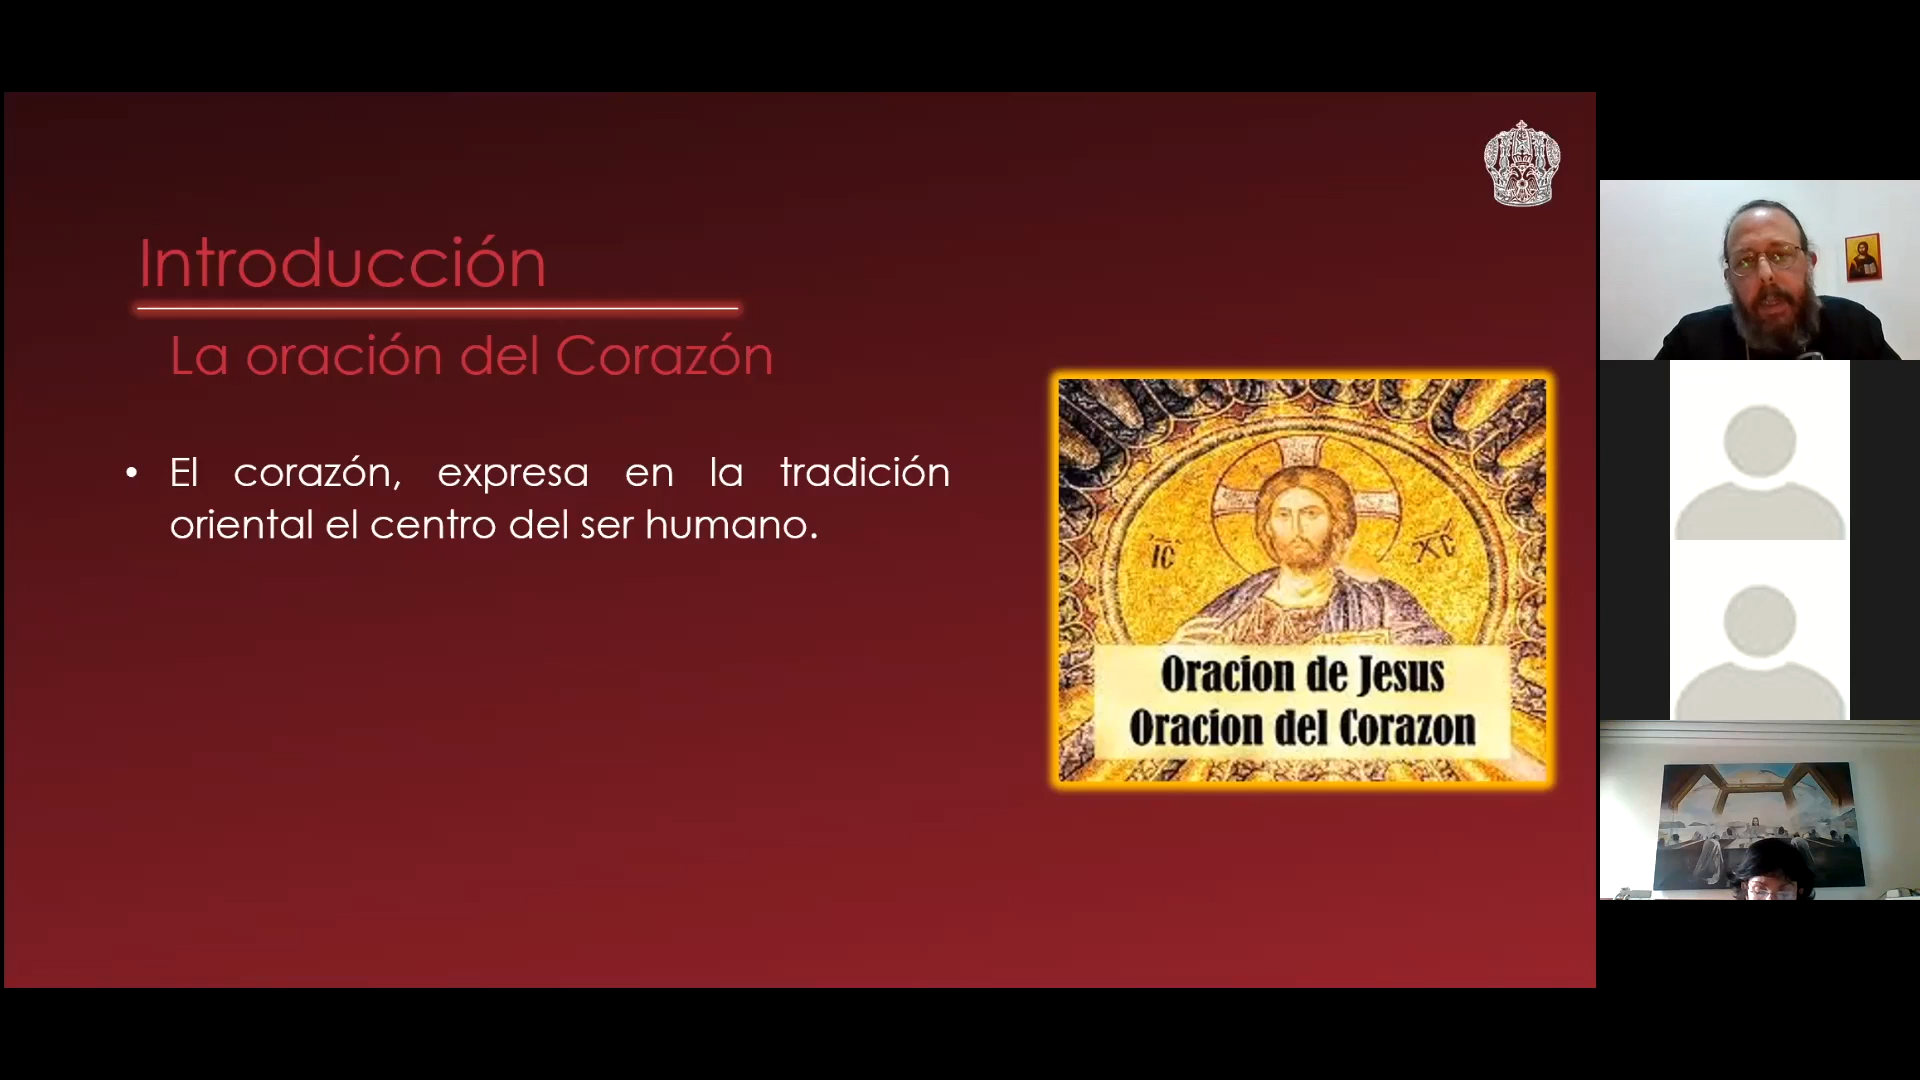 Introducción
La oración del Corazón
• El corazón, expresa en la tradición
oriental el centro del ser humano.
IC
XC
Oracion de Jesus
Oracion del Corazon